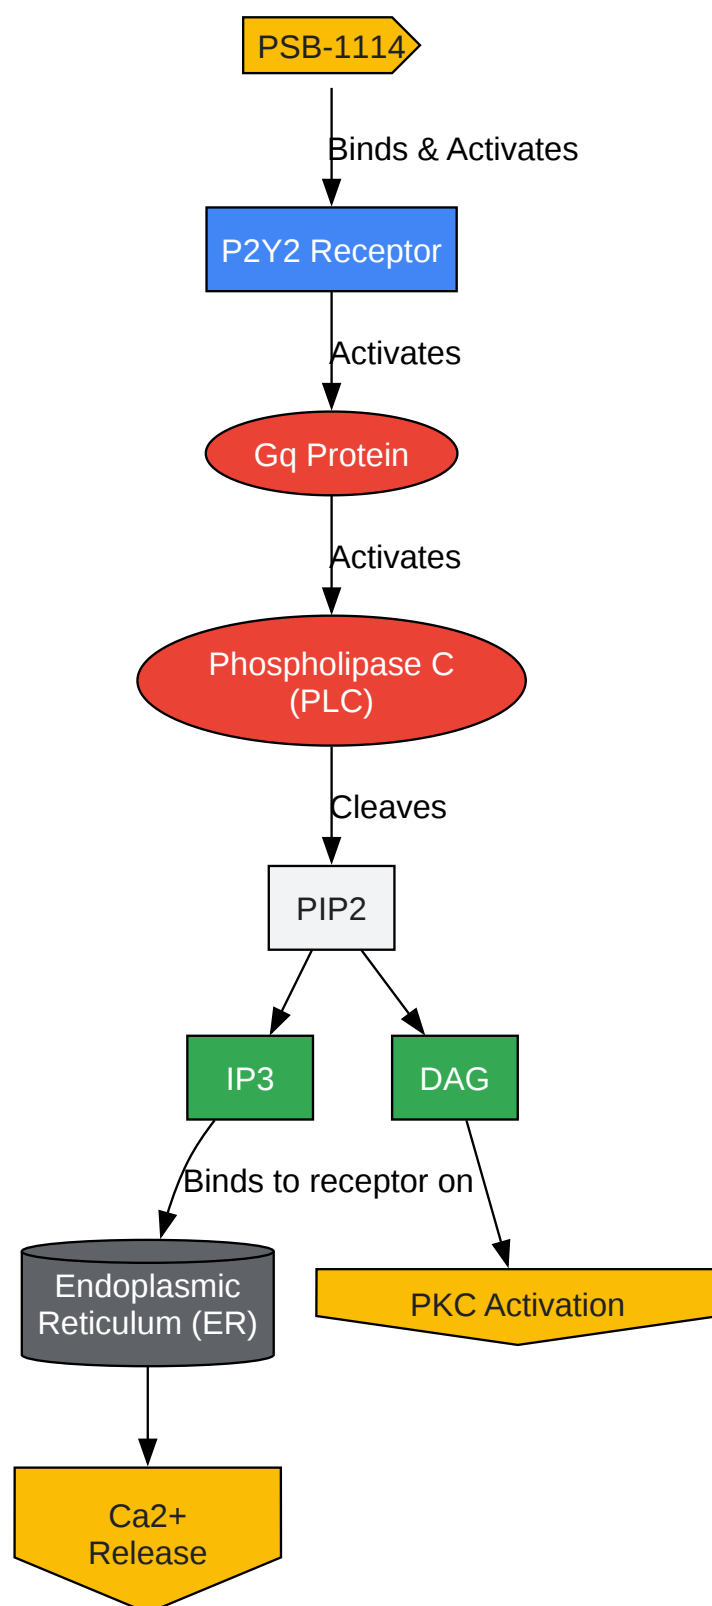 PSB-1114
Binds & Activates
P2Y2 Receptor
Activates
Gq Protein
Activates
Phospholipase C
(PLC)
Cleaves
PIP2
IP3
DAG
Binds to receptor on
Endoplasmic
Reticulum (ER)
PKC Activation
Ca2+
Release